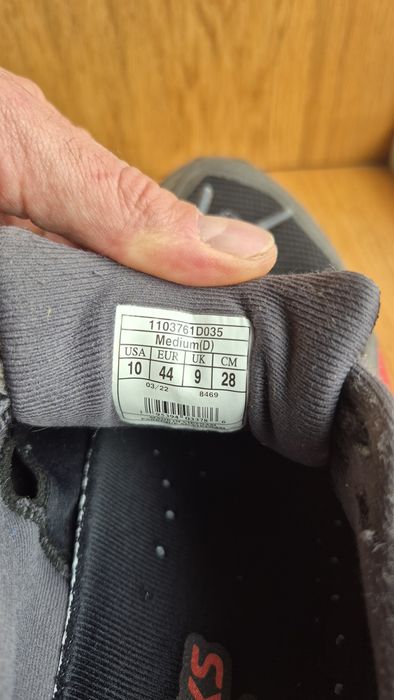 1103761D035
Medium(D)
USA EUR UK CM
10 44 9 28
03/22 8469